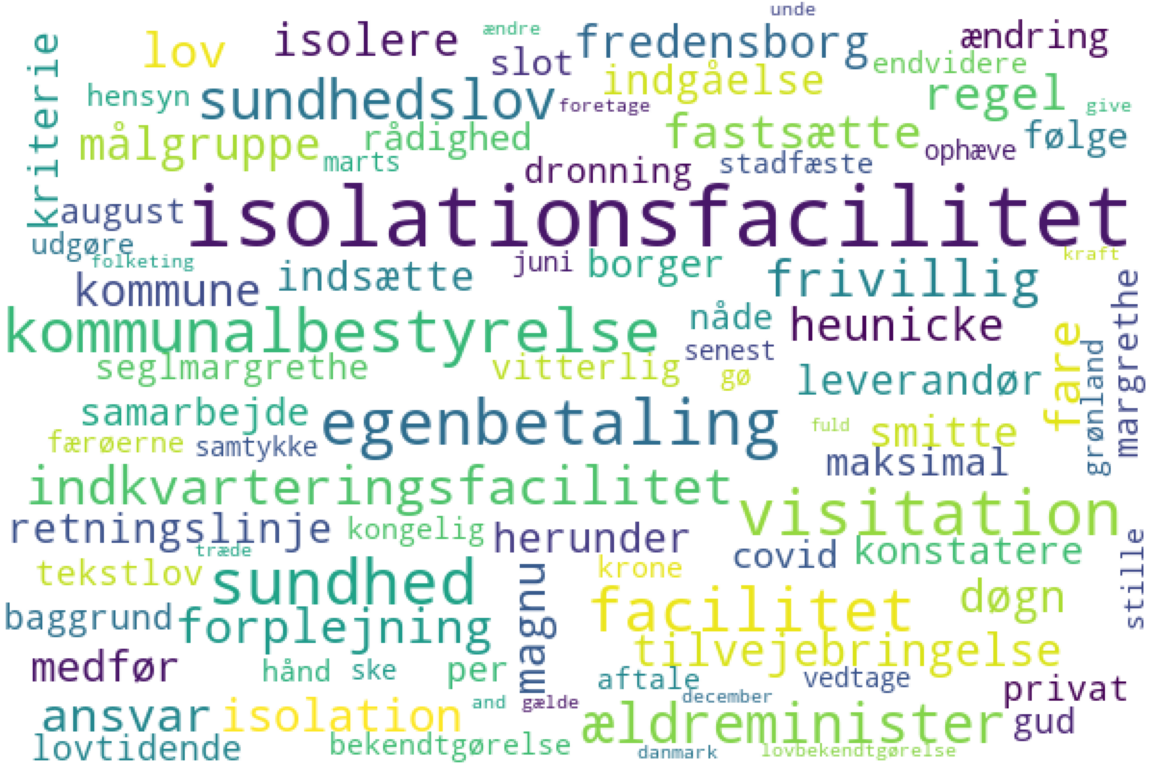 unde
lov isolere ændre fredensborg ændring
kriterie slot endvidere
hensyn sundhedslov foretage indgåelse regel give
målgruppe rådighed fastsætte følge
marts dronning stadfæste ophæve
august isolationsfacilitet
udgøre folketing juni borger kraft
kommune indsætte frivillig margrethe
kommunalbestyrelse nåde heunicke
seglmargrethe vitterlig senest fare
gø leverandør grønland
samarbejde egenbetaling fuld smitte
færøerne samtykke maksimal
indkvarteringsfacilitet visitation
retningslinje kongelig herunder covid konstatere
træde krone stille
tekstlov sundhed magnu facilitet døgn
baggrund forplejning tilvejebringelse
medfør hånd ske per aftale vedtage privat
december
ansvar isolation and gælde ældreminister gud
lovtidende bekendtgørelse danmark lovbekendtgørelse